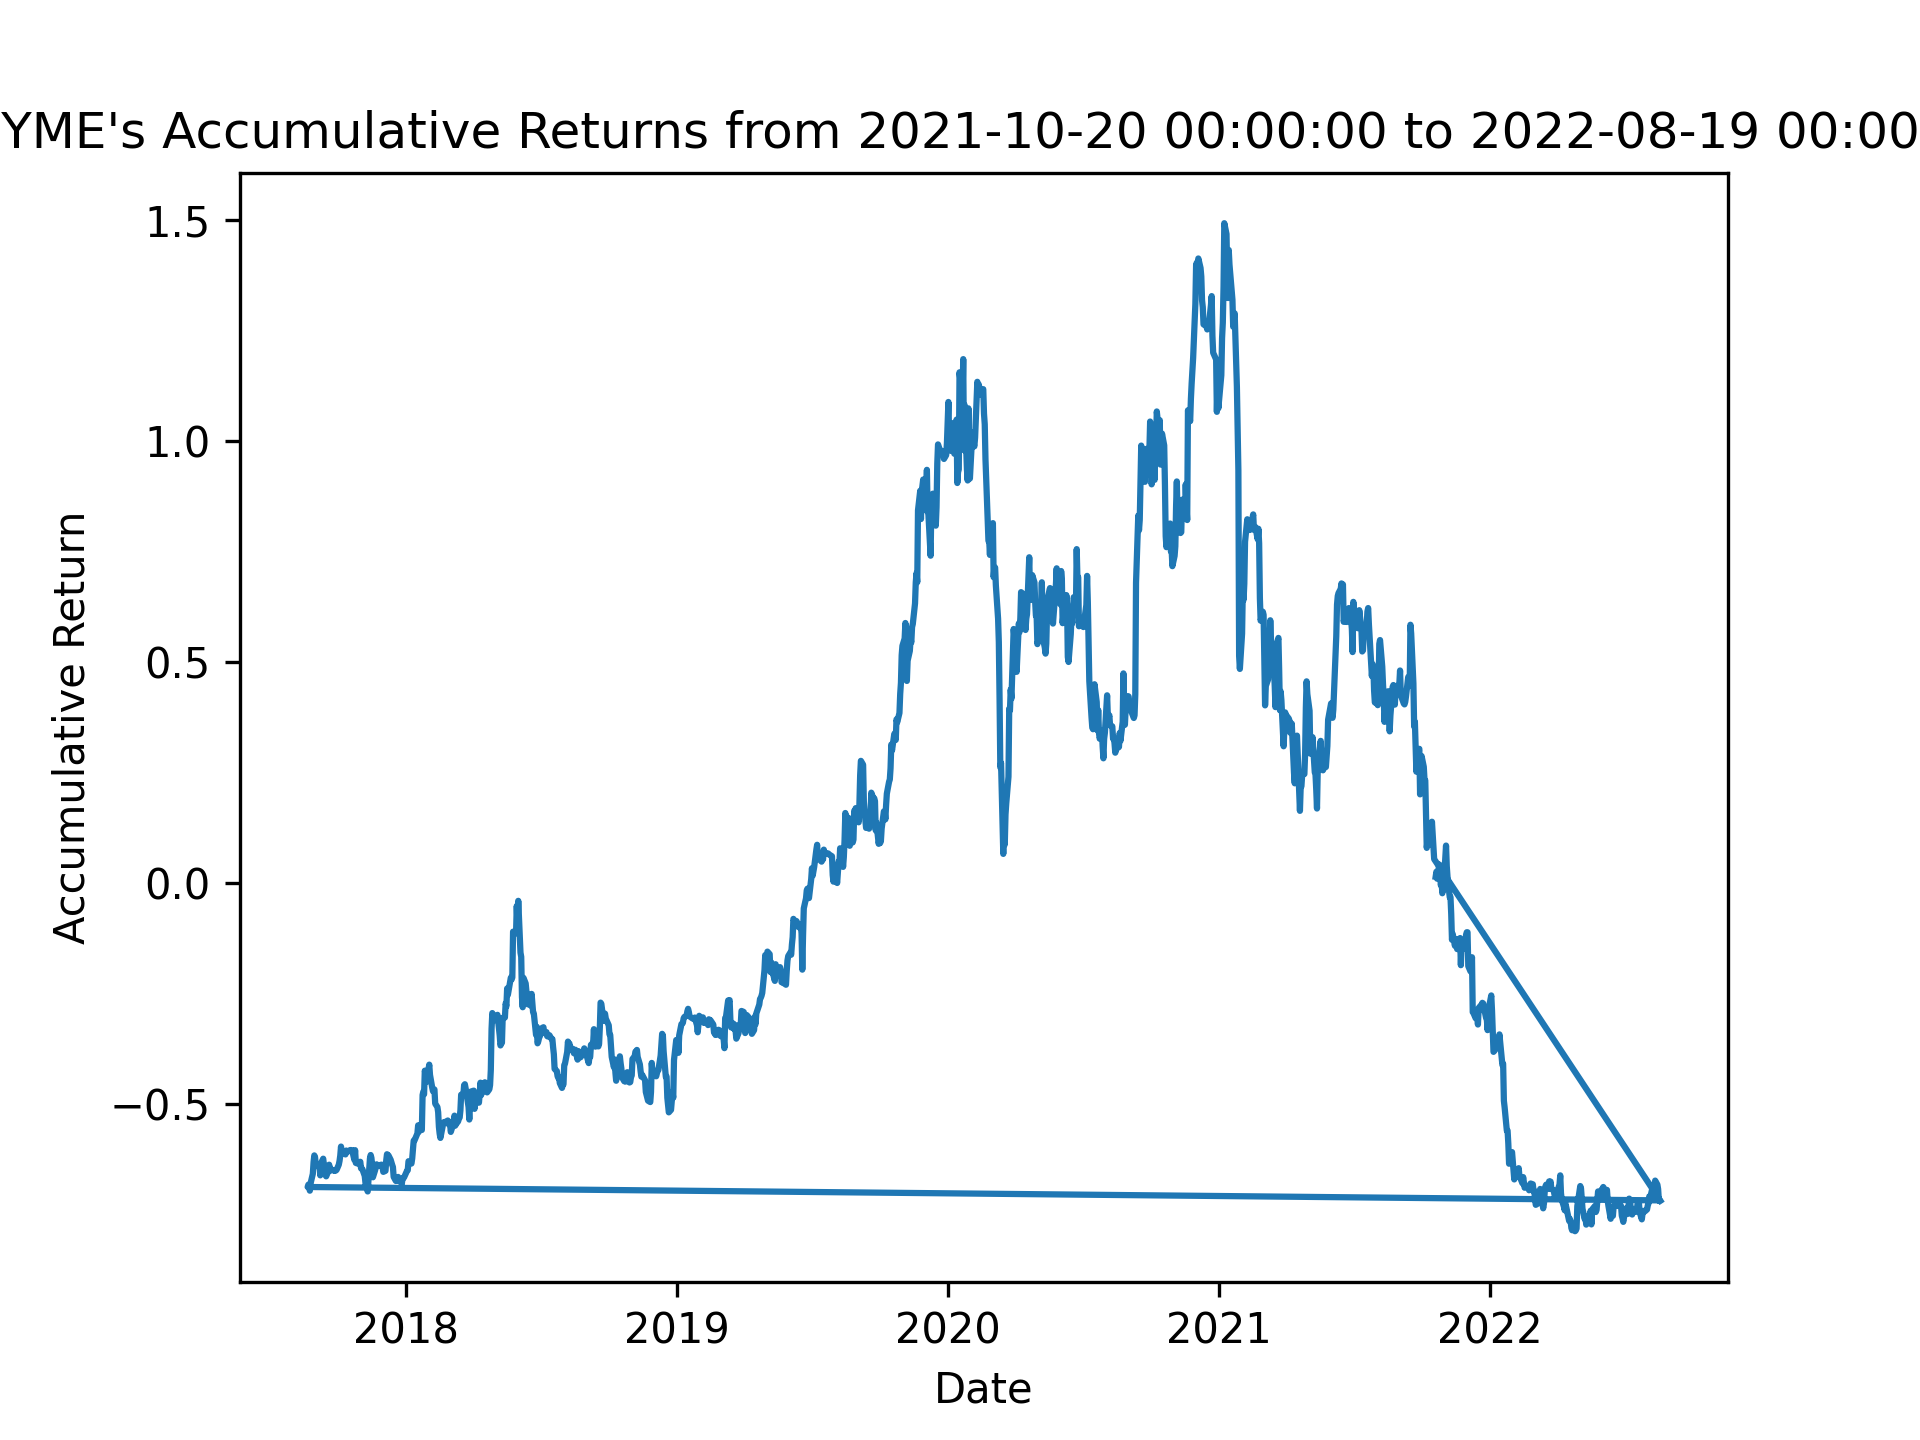 YME's Accumulative Returns from 2021-10-20 00:00:00 to 2022-08-19 00:00
1.5
1.0
0.5
0.0
−0.5
Accumulative Return
2018 2019 2020 2021 2022
Date